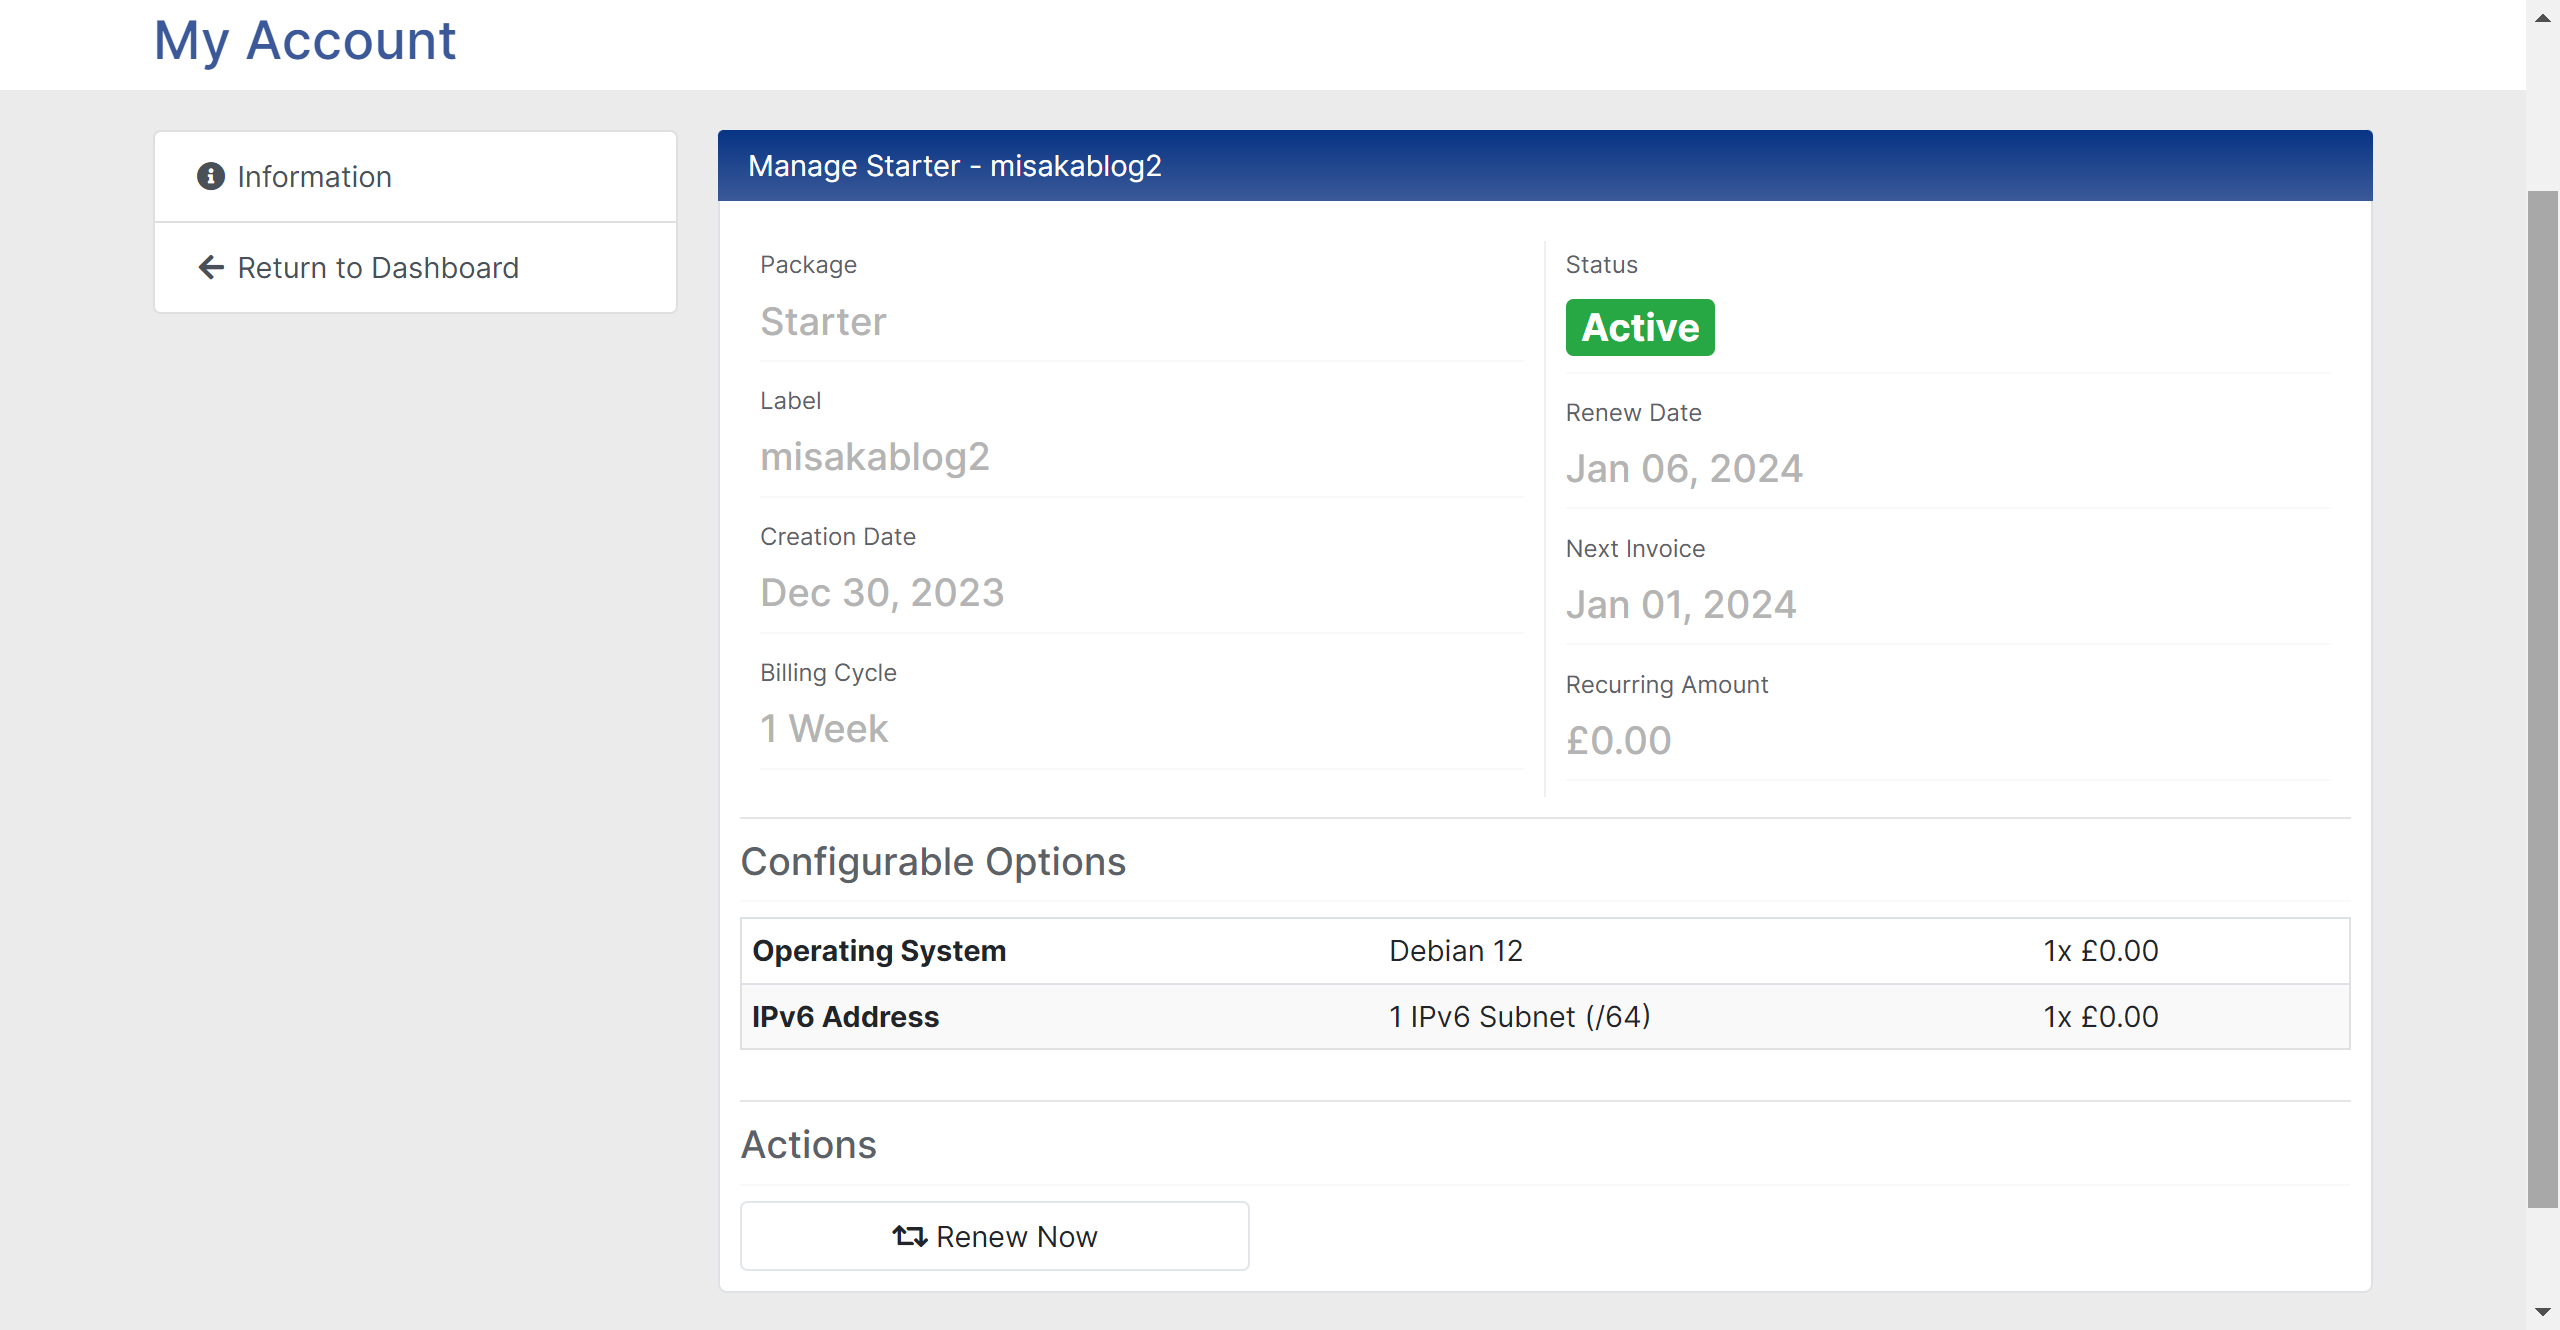 My Account
Information
Return to Dashboard
Manage Starter - misakablog2
Package
Starter
Label
misakablog2
Creation Date
Dec 30, 2023
Billing Cycle
1 Week
Status
Active
Renew Date
Jan 06, 2024
Next Invoice
Jan 01, 2024
Recurring Amount
£0.00
Configurable Options
Operating System Debian 12 1x £0.00
IPv6 Address 1 IPv6 Subnet (/64) 1x £0.00
Actions
Renew Now